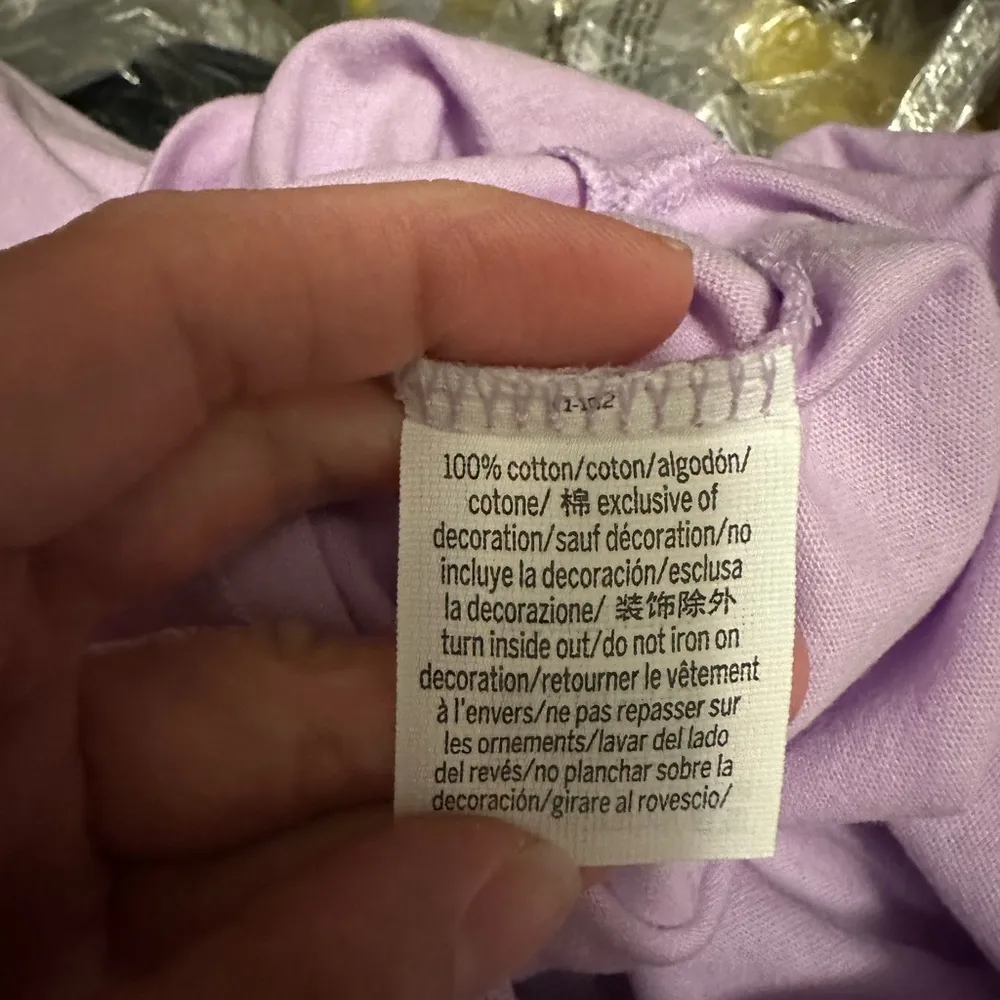 100% cotton/coton/algodón/
cotone/ 棉 exclusive of
decoration/sauf décoration/no
incluye la decoración/esclusa
la decorazione/ 装饰除外
turn inside out/do not iron on
decoration/retourner le vêtement
à l'envers/ne pas repasser sur
les ornements/lavar del lado
del revés/no planchar sobre la
decoración/girare al rovescio/